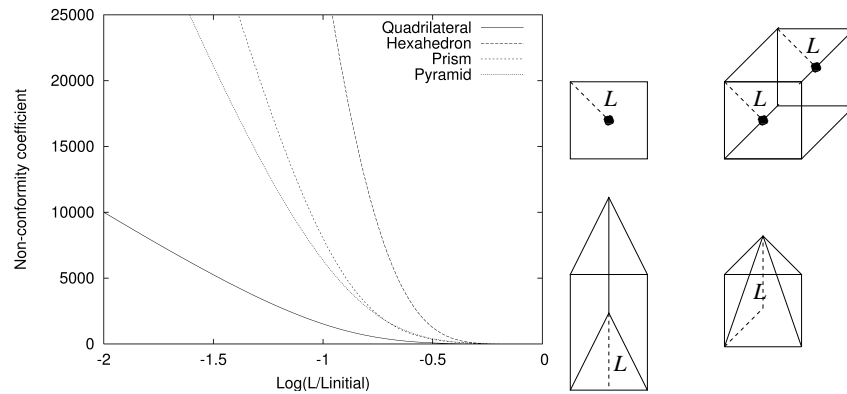 25000
20000
15000
10000
5000
0
Non-conformity coefficient
Quadrilateral
Hexahedron
Prism
Pyramid
-2 -1.5 -1 -0.5 0
Log(L/Linitial)
L
L
L
L
L